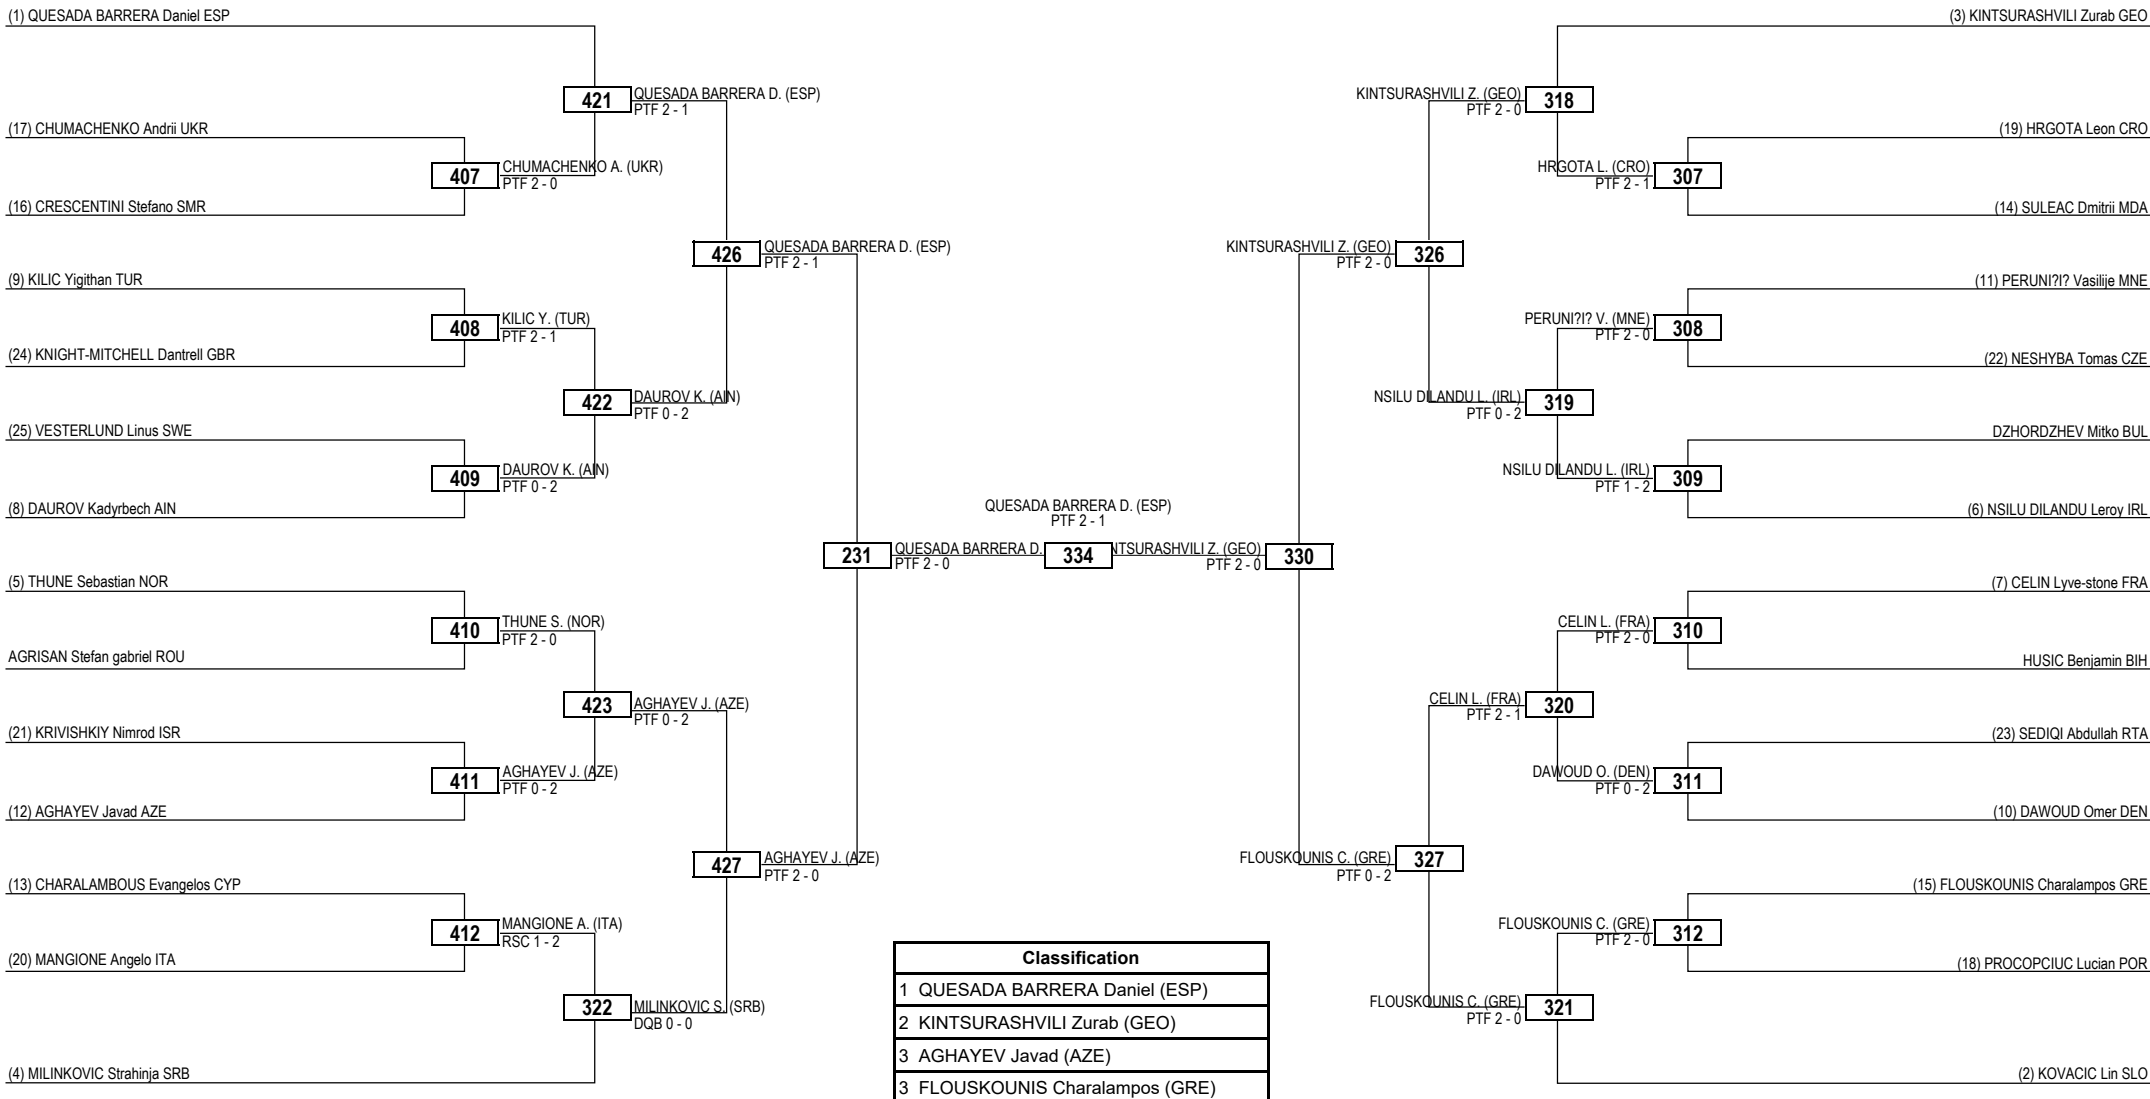 (1) QUESADA BARRERA Daniel ESP
421
QUESADA BARRERA D. (ESP)
PTF 2 - 1
(17) CHUMACHENKO Andrii UKR
407
CHUMACHENKO A. (UKR)
PTF 2 - 0
(16) CRESCENTINI Stefano SMR
426
QUESADA BARRERA D. (ESP)
PTF 2 - 1
(9) KILIC Yigithan TUR
408
KILIC Y. (TUR)
PTF 2 - 1
(24) KNIGHT-MITCHELL Dantrell GBR
422
DAUROV K. (AIN)
PTF 0 - 2
(25) VESTERLUND Linus SWE
409
DAUROV K. (AIN)
PTF 0 - 2
(8) DAUROV Kadyrbech AIN
231
QUESADA BARRERA D.
PTF 2 - 0
(5) THUNE Sebastian NOR
410
THUNE S. (NOR)
PTF 2 - 0
AGRISAN Stefan gabriel ROU
423
AGHAYEV J. (AZE)
PTF 0 - 2
(21) KRIVISHKIY Nimrod ISR
411
AGHAYEV J. (AZE)
PTF 0 - 2
(12) AGHAYEV Javad AZE
427
AGHAYEV J. (AZE)
PTF 2 - 0
(13) CHARALAMBOUS Evangelos CYP
412
MANGIONE A. (ITA)
RSC 1 - 2
(20) MANGIONE Angelo ITA
322
MILINKOVIC S. (SRB)
DQB 0 - 0
(4) MILINKOVIC Strahinja SRB
QUESADA BARRERA D. (ESP)
PTF 2 - 1
334
(3) KINTSURASHVILI Zurab GEO
KINTSURASHVILI Z. (GEO)
PTF 2 - 0
318
(19) HRGOTA Leon CRO
HRGOTA L. (CRO)
PTF 2 - 1
307
(14) SULEAC Dmitrii MDA
KINTSURASHVILI Z. (GEO)
PTF 2 - 0
326
(11) PERUNI?I? Vasilije MNE
PERUNI?I? V. (MNE)
PTF 2 - 0
308
(22) NESHYBA Tomas CZE
NSILU DILANDU L. (IRL)
PTF 0 - 2
319
DZHORDZHEV Mitko BUL
NSILU DILANDU L. (IRL)
PTF 1 - 2
309
(6) NSILU DILANDU Leroy IRL
NTSURASHVILI Z. (GEO)
PTF 2 - 0
330
(7) CELIN Lyve-stone FRA
CELIN L. (FRA)
PTF 2 - 0
310
HUSIC Benjamin BIH
CELIN L. (FRA)
PTF 2 - 1
320
(23) SEDIQI Abdullah RTA
DAWOUD O. (DEN)
PTF 0 - 2
311
(10) DAWOUD Omer DEN
FLOUSKOUNIS C. (GRE)
PTF 0 - 2
327
(15) FLOUSKOUNIS Charalampos GRE
FLOUSKOUNIS C. (GRE)
PTF 2 - 0
312
(18) PROCOPCIUC Lucian POR
FLOUSKOUNIS C. (GRE)
PTF 2 - 0
321
(2) KOVACIC Lin SLO
Classification
1 QUESADA BARRERA Daniel (ESP)
2 KINTSURASHVILI Zurab (GEO)
3 AGHAYEV Javad (AZE)
3 FLOUSKOUNIS Charalampos (GRE)